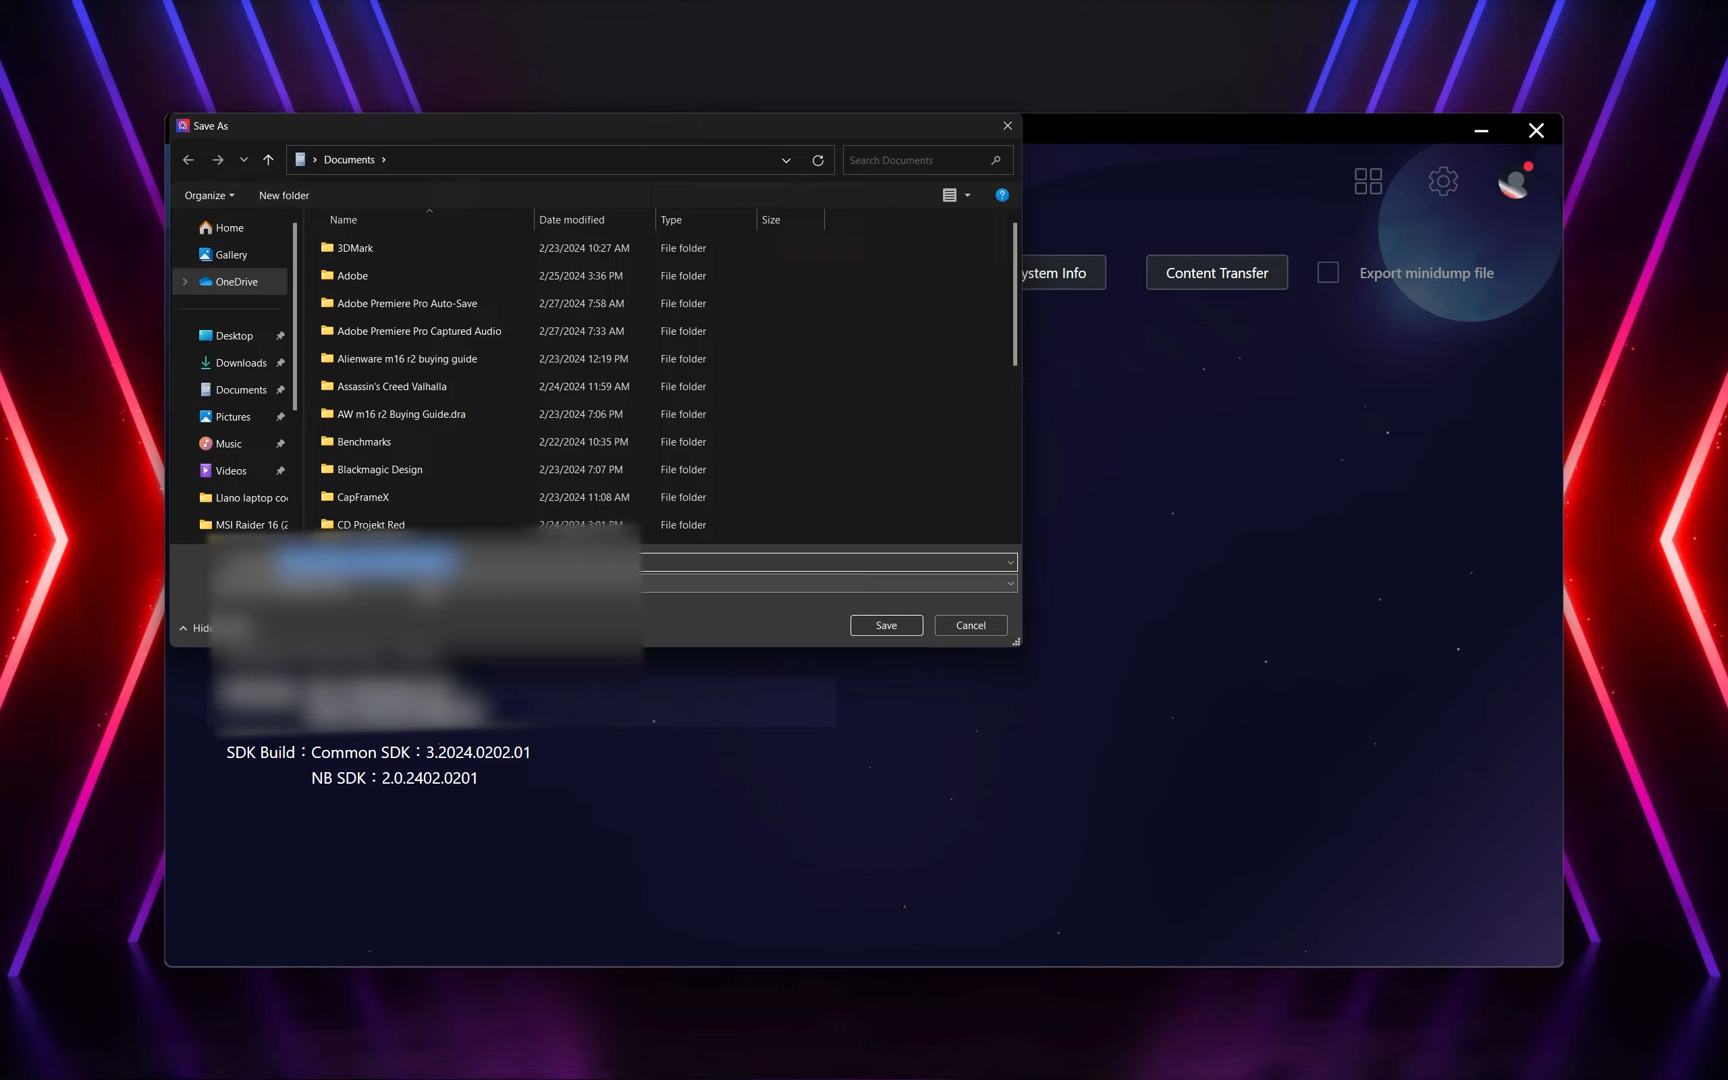 Save As
Documents
Search Documents
Organize
New folder
Name
Date modified
Type
Size
Home
Gallery
OneDrive
Desktop
Downloads
Documents
Pictures
Music
Videos
Llano laptop
MSI Raider 16
3DMark 2/23/2024 10:27 AM File folder
Adobe 2/25/2024 3:36 PM File folder
Adobe Premiere Pro Auto-Save 2/27/2024 7:58 AM File folder
Adobe Premiere Pro Captured Audio 2/27/2024 7:33 AM File folder
Alienware m16 r2 buying guide 2/23/2024 12:19 PM File folder
Assassin's Creed Valhalla 2/24/2024 11:59 AM File folder
AW m16 r2 Buying Guide.dra 2/23/2024 7:06 PM File folder
Benchmarks 2/22/2024 10:35 PM File folder
Blackmagic Design 2/23/2024 7:07 PM File folder
CapFrameX 2/23/2024 11:08 AM File folder
CD Projekt Red 2/24/2024 3:01 PM File folder
Save
Cancel
ystem Info
Content Transfer
Export minidump file
SDK Build：Common SDK：3.2024.0202.01
NB SDK：2.0.2402.0201